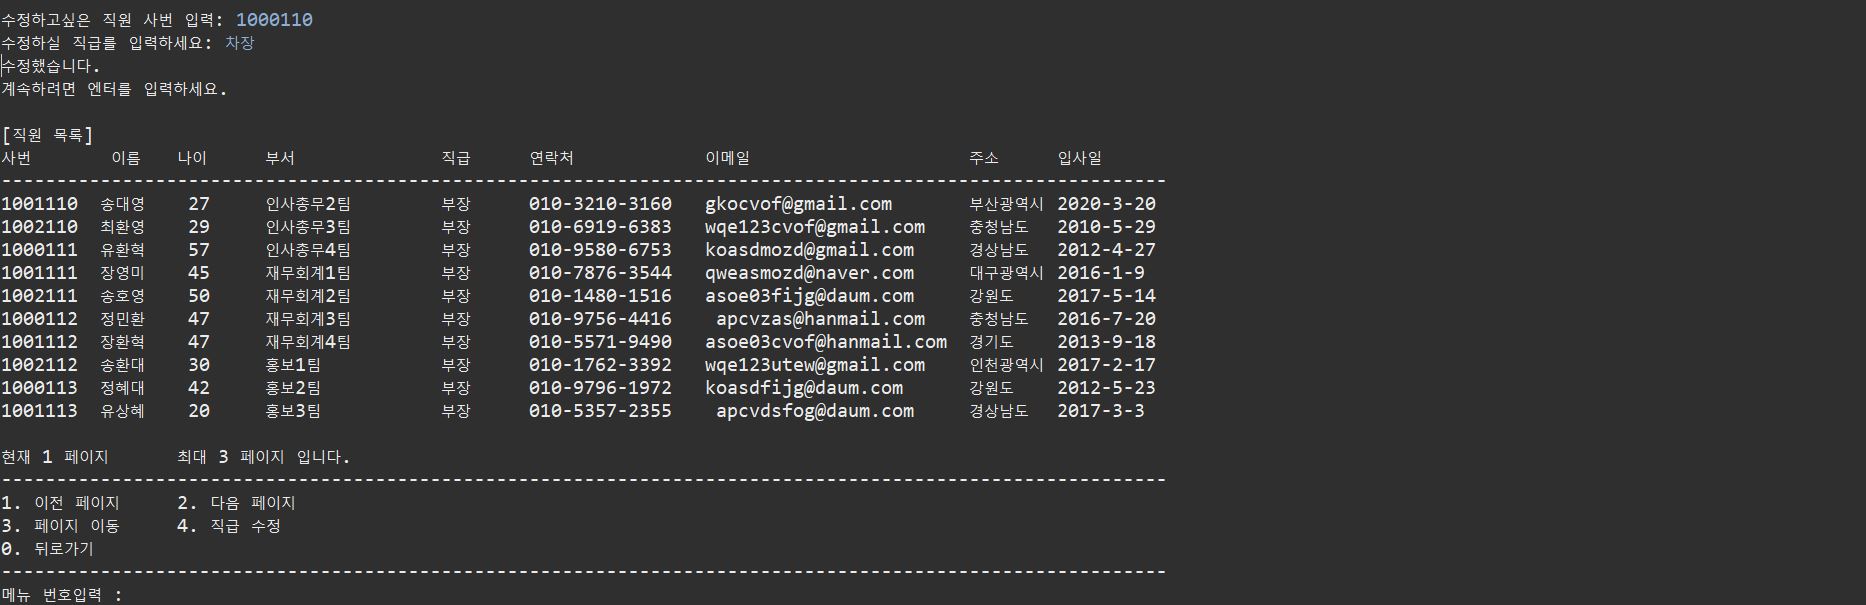 수정하고싶은 직원 사번 입력: 1000110
수정하실 직급를 입력하세요: 차장
수정했습니다.
계속하려면 엔터를 입력하세요.
[직원 목록]
사번 이름 나이 부서 직급 연락처 이메일 주소 입사일
----------------------------------------------------------------------------------------------------------
1001110 송대영 27 인사총무2팀 부장 010-3210-3160 gkocvof@gmail.com 부산광역시 2020-3-20
1002110 최환영 29 인사총무3팀 부장 010-6919-6383 wqe123cvof@gmail.com 충청남도 2010-5-29
1000111 유환혁 57 인사총무4팀 부장 010-9580-6753 koasdmozd@gmail.com 경상남도 2012-4-27
1001111 장영미 45 재무회계1팀 부장 010-7876-3544 qweasmozd@naver.com 대구광역시 2016-1-9
1002111 송호영 50 재무회계2팀 부장 010-1480-1516 asoe03fijg@daum.com 강원도 2017-5-14
1000112 정민환 47 재무회계3팀 부장 010-9756-4416 apcvzas@hanmail.com 충청남도 2016-7-20
1001112 장환혁 47 재무회계4팀 부장 010-5571-9490 asoe03cvof@hanmail.com 경기도 2013-9-18
1002112 송환대 30 홍보1팀 부장 010-1762-3392 wqe123utew@gmail.com 인천광역시 2017-2-17
1000113 정혜대 42 홍보2팀 부장 010-9796-1972 koasdfijg@daum.com 강원도 2012-5-23
1001113 유상혜 20 홍보3팀 부장 010-5357-2355 apcvdsfog@daum.com 경상남도 2017-3-3
현재 1 페이지 최대 3 페이지 입니다.
----------------------------------------------------------------------------------------------------------
1. 이전 페이지 2. 다음 페이지
3. 페이지 이동 4. 직급 수정
0. 뒤로가기
----------------------------------------------------------------------------------------------------------
메뉴 번호입력 :